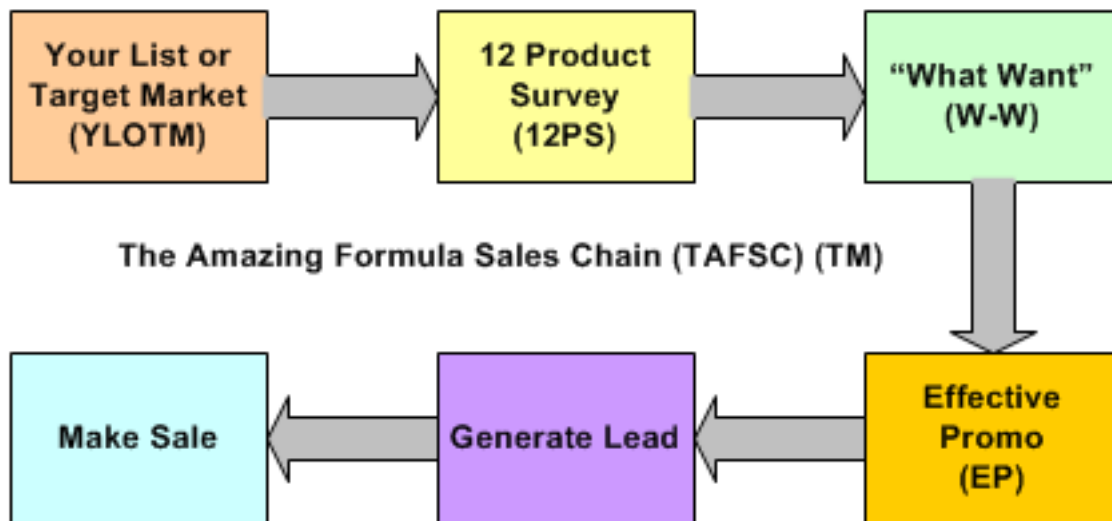 Your List or
Target Market
(YLOTM)
12 Product
Survey
(12PS)
“What Want”
(W-W)
The Amazing Formula Sales Chain (TAFSC) (TM)
Make Sale
Generate Lead
Effective
Promo
(EP)